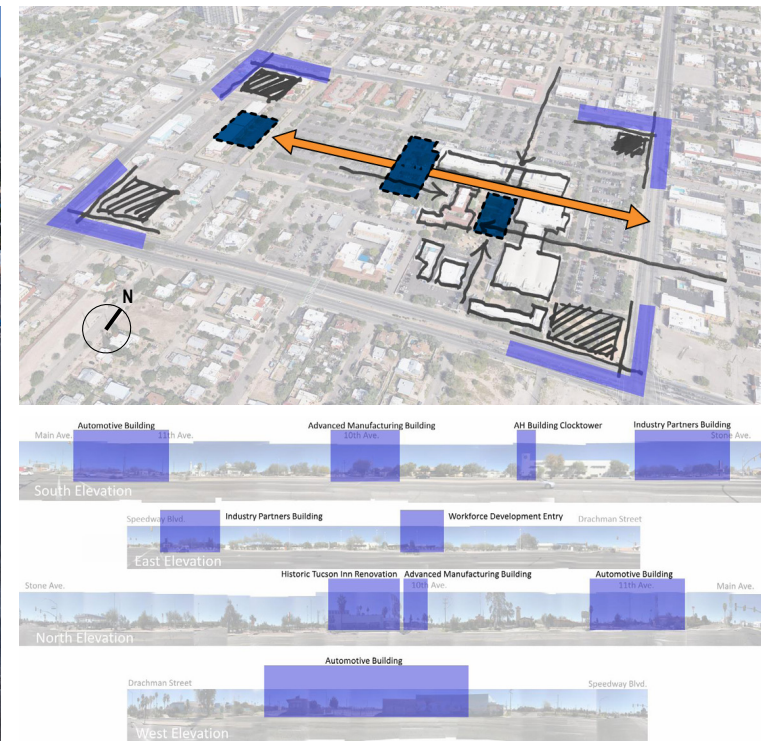 N
Automotive Building
Advanced Manufacturing Building
AH Building Clocktower
Industry Partners Building
Main Ave.
11th Ave.
10th Ave.
Stone Ave.
South Elevation
Speedway Blvd.
Industry Partners Building
Workforce Development Entry
Drachman Street
East Elevation
Historic Tucson Inn Renovation
Advanced Manufacturing Building
Automotive Building
Stone Ave.
10th Ave.
11th Ave.
Main Ave.
North Elevation
Automotive Building
Drachman Street
Speedway Blvd.
West Elevation